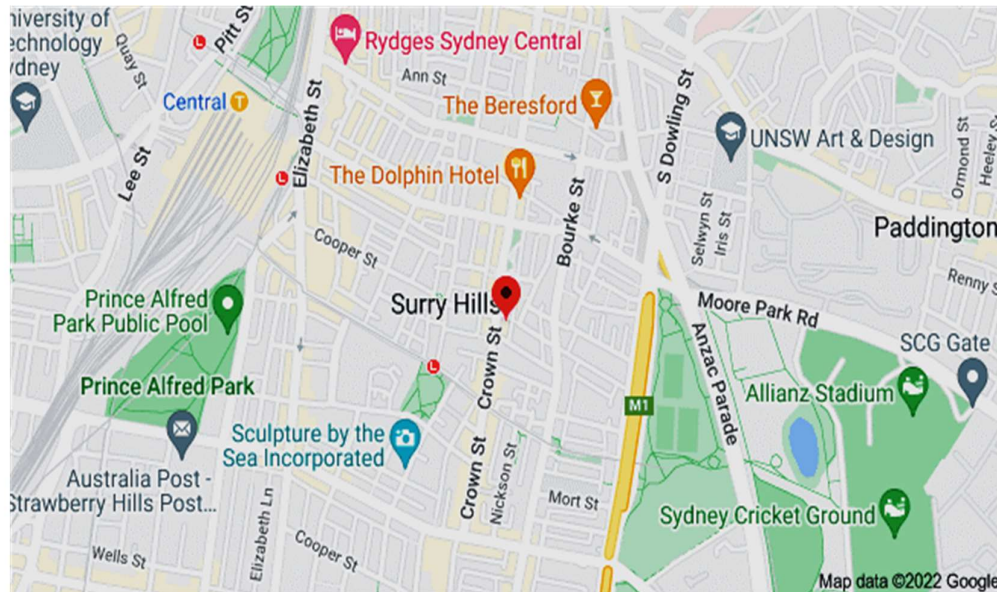 niversity of
echnology
ydney
Quay St
Pitt St
L
Rydges Sydney Central
Ann St
Central T
Elizabeth St
The Beresford
S Dowling St
UNSW Art & Design
Ormond St
Heeley S
Lee St
L
The Dolphin Hotel
Bourke St
Selwyn St
Iris St
Paddington
Cooper St
Renny S
Prince Alfred
Park Public Pool
Surry Hills
Moore Park Rd
Crown St
Anzac Parade
SCG Gate
L
Prince Alfred Park
Allianz Stadium
M1
Sculpture by the
Sea Incorporated
Crown St
Nickson St
Australia Post -
Strawberry Hills Post...
Elizabeth Ln
Mort St
Sydney Cricket Ground
Wells St
Cooper St
Map data ©2022 Google